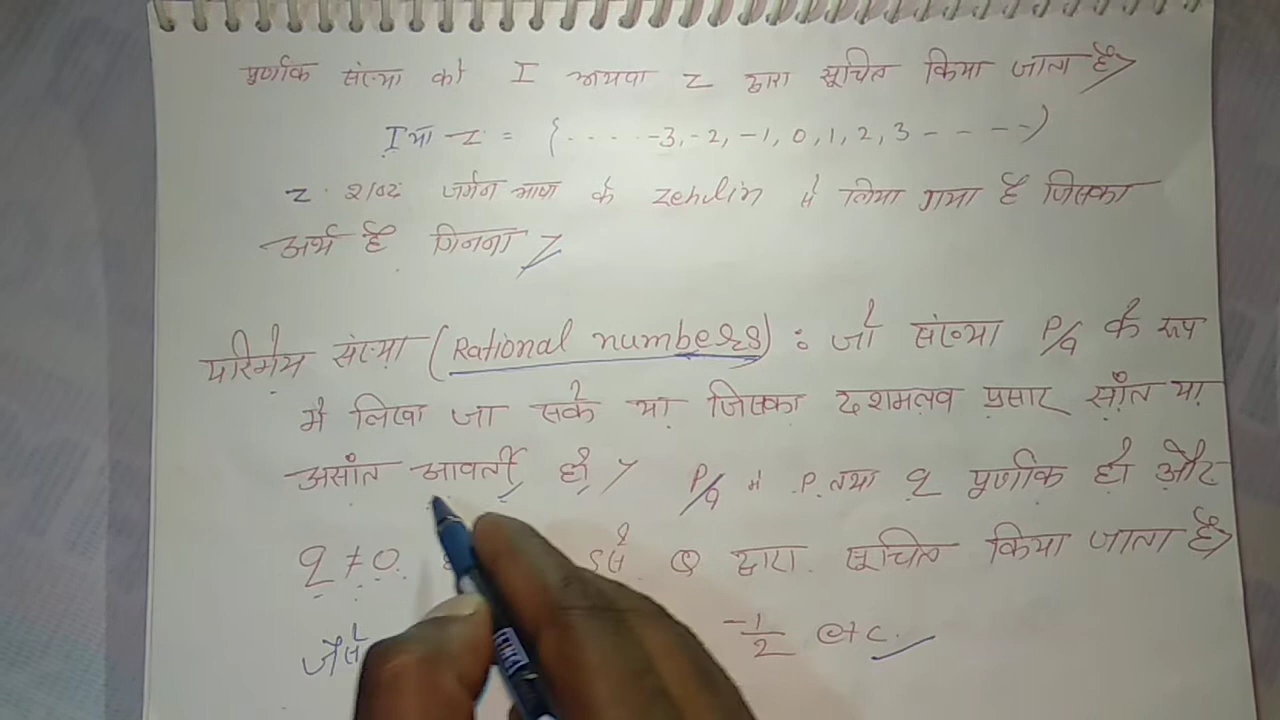 पुर्णाक संख्या को I अथवा Z द्वारा सूचित किया जाता है>
I या Z = {.....-3,-2,-1,0,1,2,3----)
Z शब्द जर्मन भाषा के Zehlin से लिया गया है जिसका
अर्थ है गिनना
परिमेय संख्या (Rational numbers) : जो संख्या P/q के रूप
मे लिखा जा सके या जिसका दशमलव प्रसार साँत या
असाँत आवर्ती हो > P/q मे P तथा q पूर्णाक हो और
q ≠ 0. इसे Q द्वारा सूचित किया जाता है>
जैसे -1/2 etc.